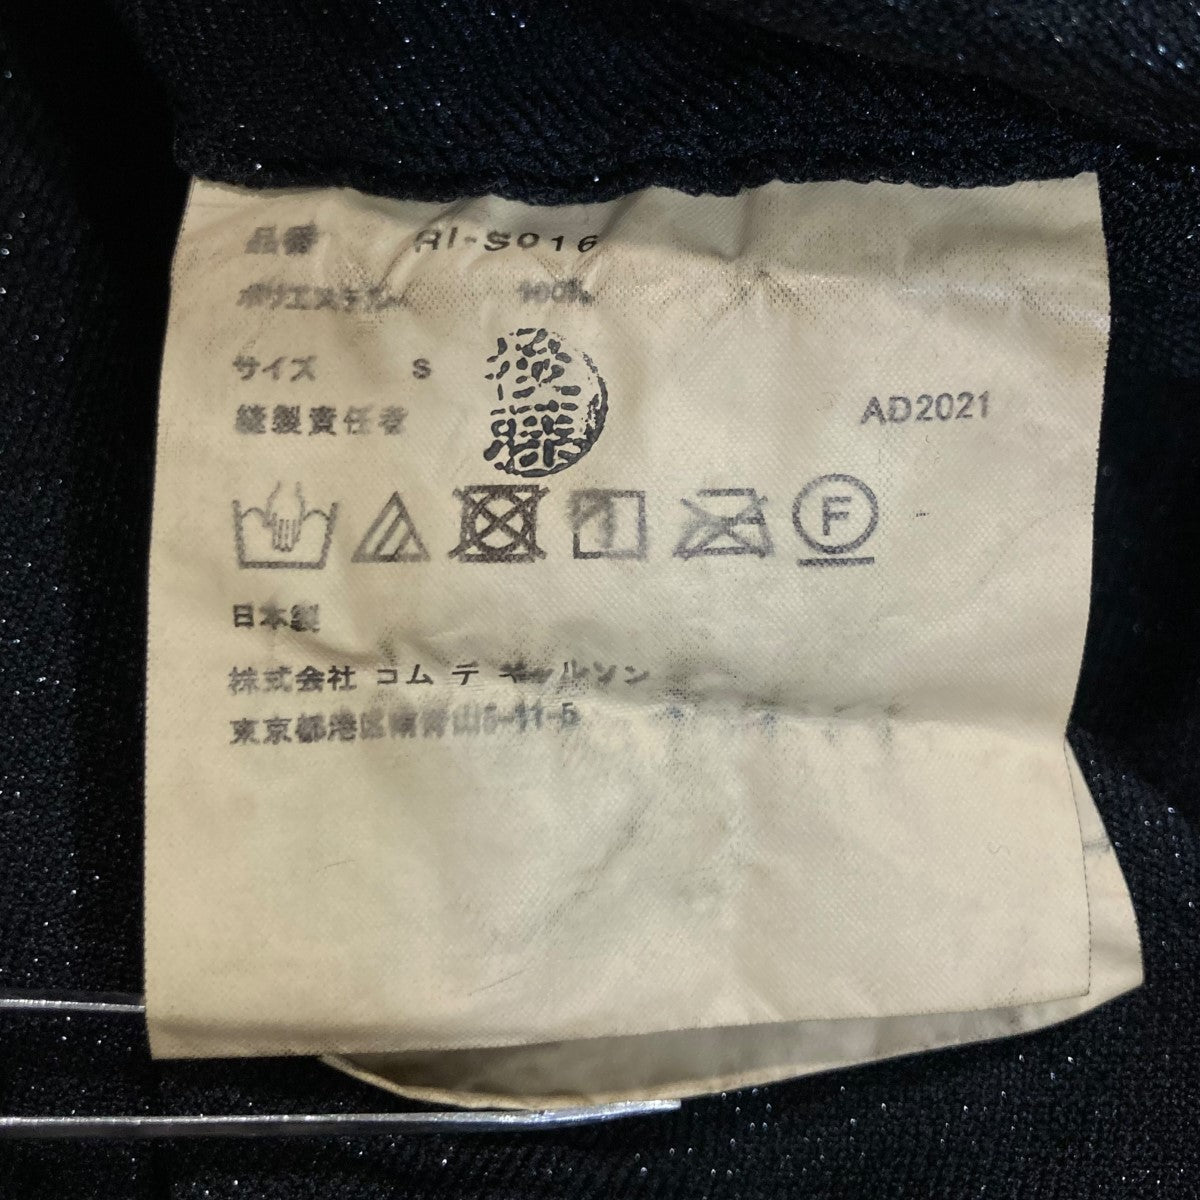 品番 RI-S016
ポリエステル 100%
サイズ S
縫製責任者
AD2021
F
日本製
株式会社 コム デ ギャルソン
東京都港区南青山5-11-5